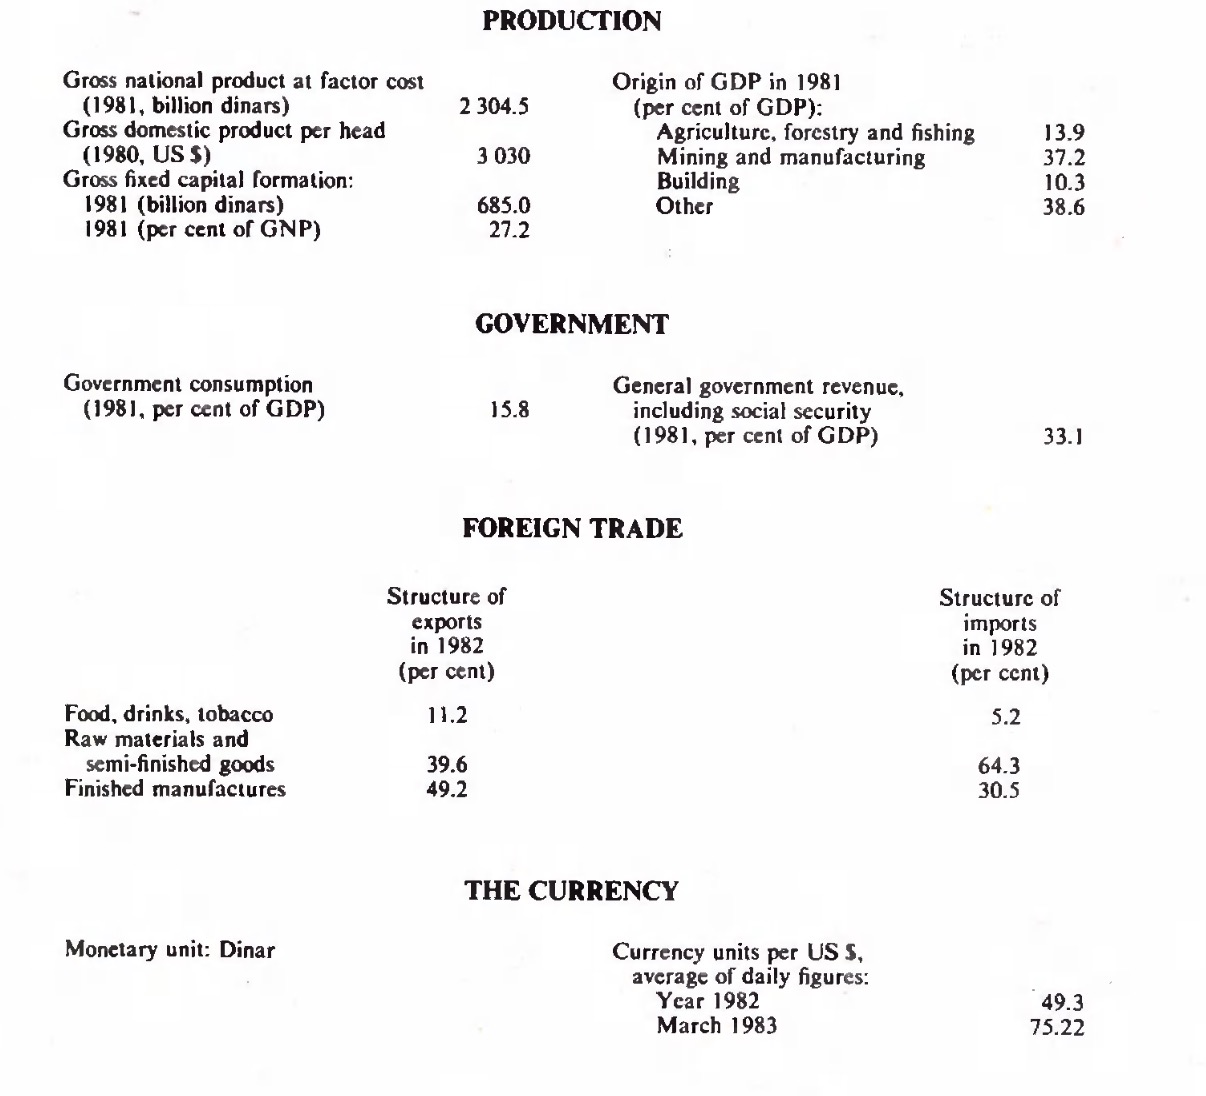 PRODUCTION
Gross national product at factor cost
(1981, billion dinars) 2 304.5
Gross domestic product per head
(1980, US $) 3 030
Gross fixed capital formation:
1981 (billion dinars) 685.0
1981 (per cent of GNP) 27.2
Origin of GDP in 1981
(per cent of GDP):
Agriculture, forestry and fishing 13.9
Mining and manufacturing 37.2
Building 10.3
Other 38.6
GOVERNMENT
Government consumption
(1981, per cent of GDP) 15.8
General government revenue,
including social security
(1981, per cent of GDP) 33.1
FOREIGN TRADE
Structure of
exports
in 1982
(per cent)
Structure of
imports
in 1982
(per cent)
Food, drinks, tobacco 11.2 5.2
Raw materials and
semi-finished goods 39.6 64.3
Finished manufactures 49.2 30.5
THE CURRENCY
Monetary unit: Dinar
Currency units per US $,
average of daily figures:
Year 1982 49.3
March 1983 75.22